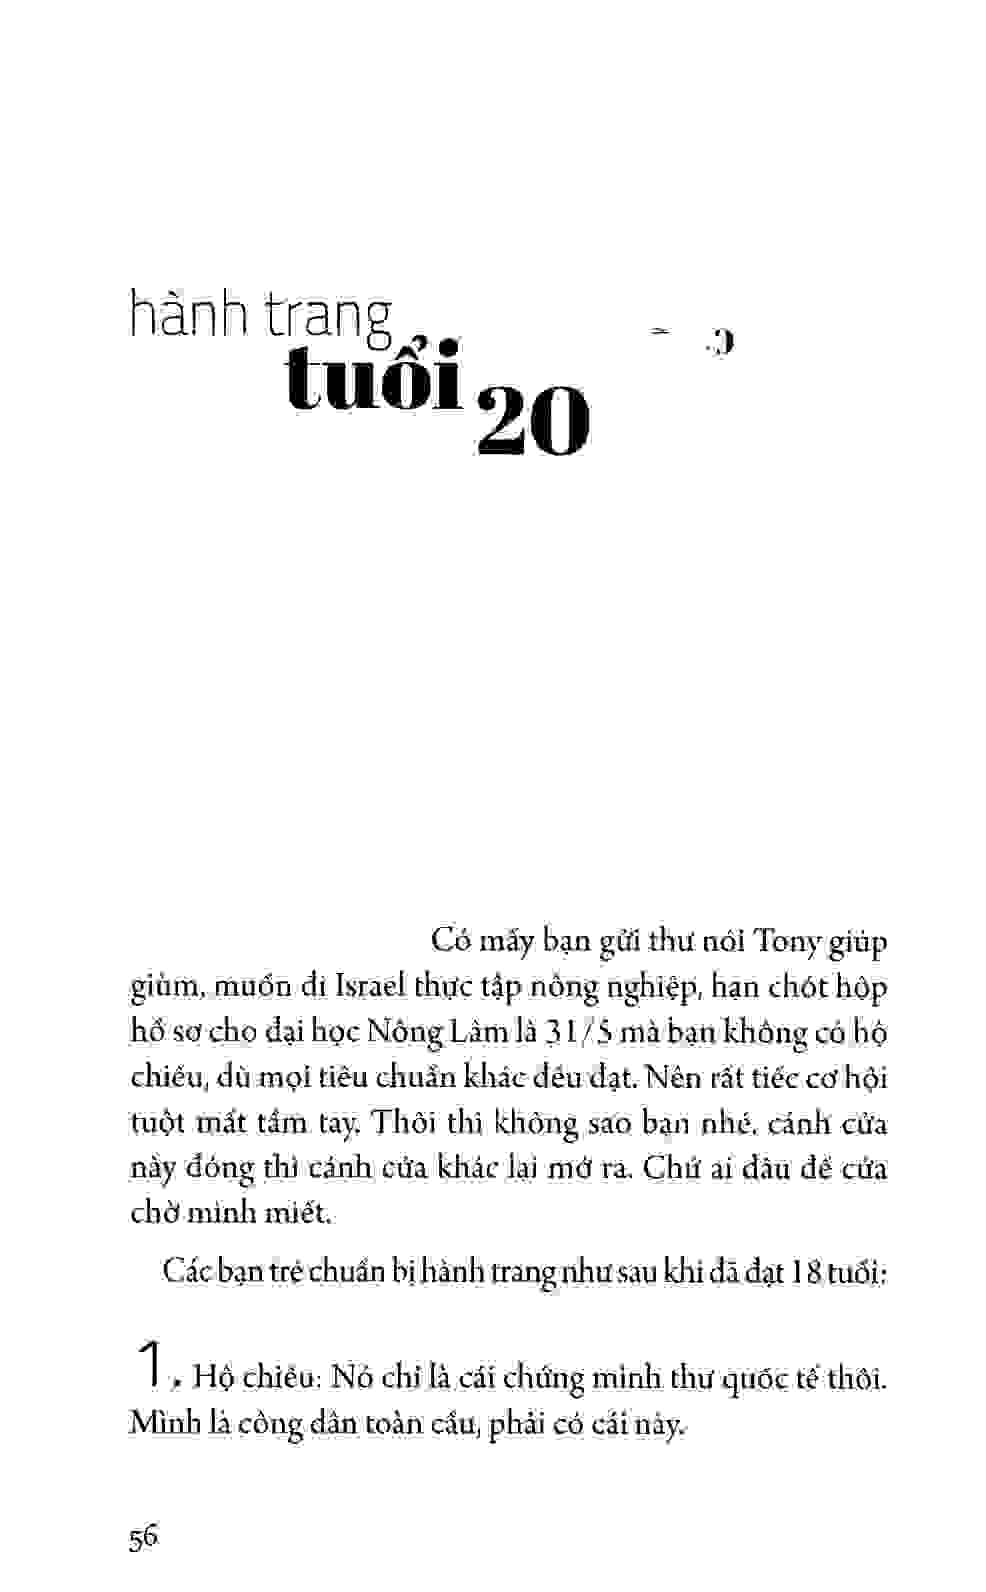 hành trang
tuổi 20
Có mấy bạn gửi thư nói Tony giúp
giùm, muốn đi Israel thực tập nông nghiệp, hạn chót hộp
hồ sơ cho đại học Nông Lâm là 31/5 mà bạn không có hộ
chiếu, dù mọi tiêu chuẩn khác đều đạt. Nên rất tiếc cơ hội
tuột mất tầm tay. Thôi thì không sao bạn nhé, cánh cửa
này đóng thì cánh cửa khác lại mở ra. Chứ ai đâu để cửa
chờ mình miết.
Các bạn trẻ chuẩn bị hành trang như sau khi đã đạt 18 tuổi:
1. Hộ chiếu: Nó chỉ là cái chứng minh thư quốc tế thôi.
Mình là công dân toàn cầu, phải có cái này.
56